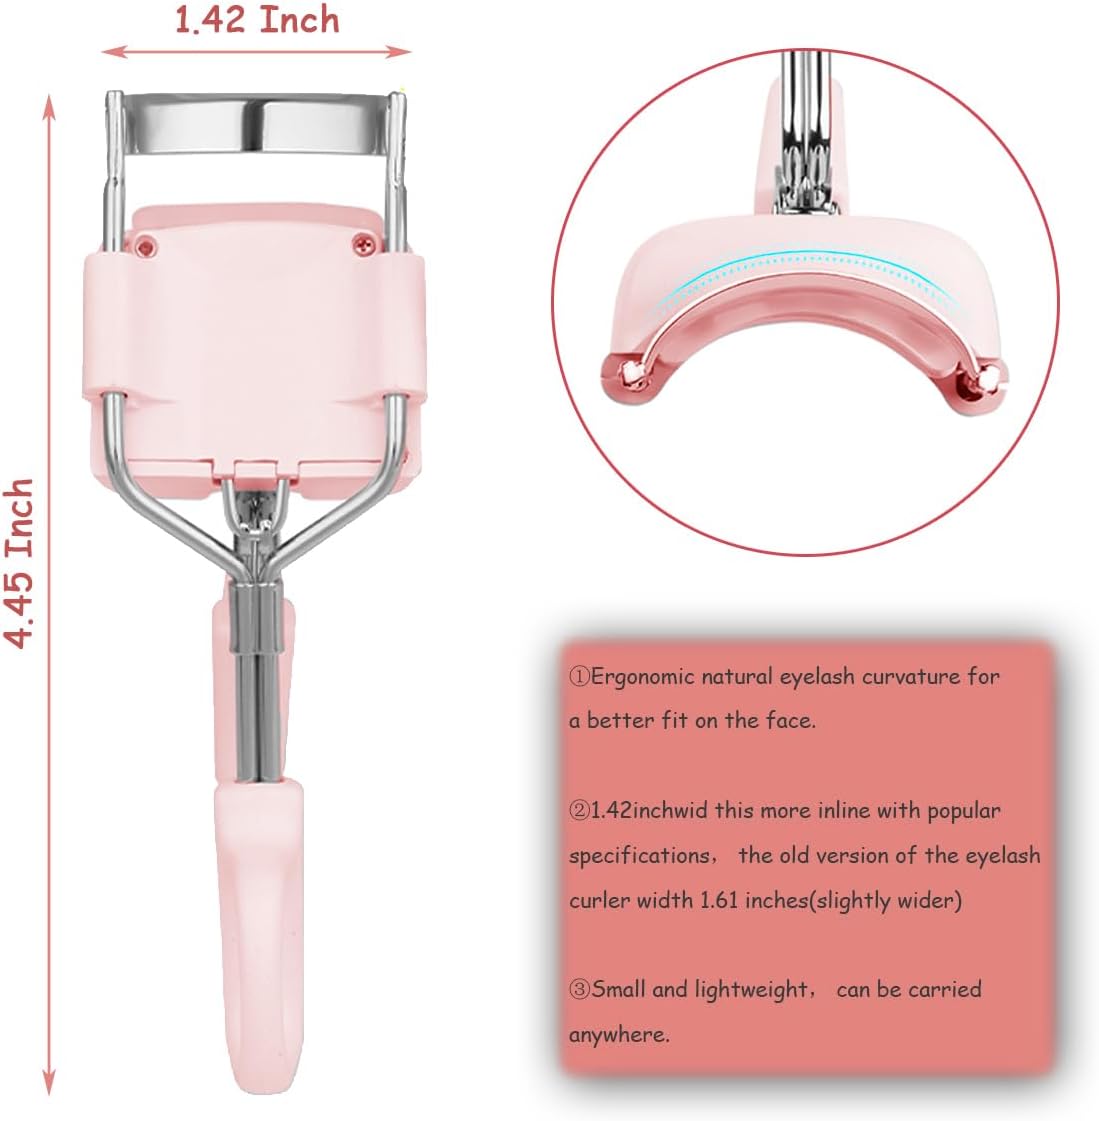 1.42 Inch
4.45 Inch
①Ergonomic natural eyelash curvature for
a better fit on the face.
②1.42inchwid this more inline with popular
specifications， the old version of the eyelash
curler width 1.61 inches(slightly wider)
③Small and lightweight， can be carried
anywhere.